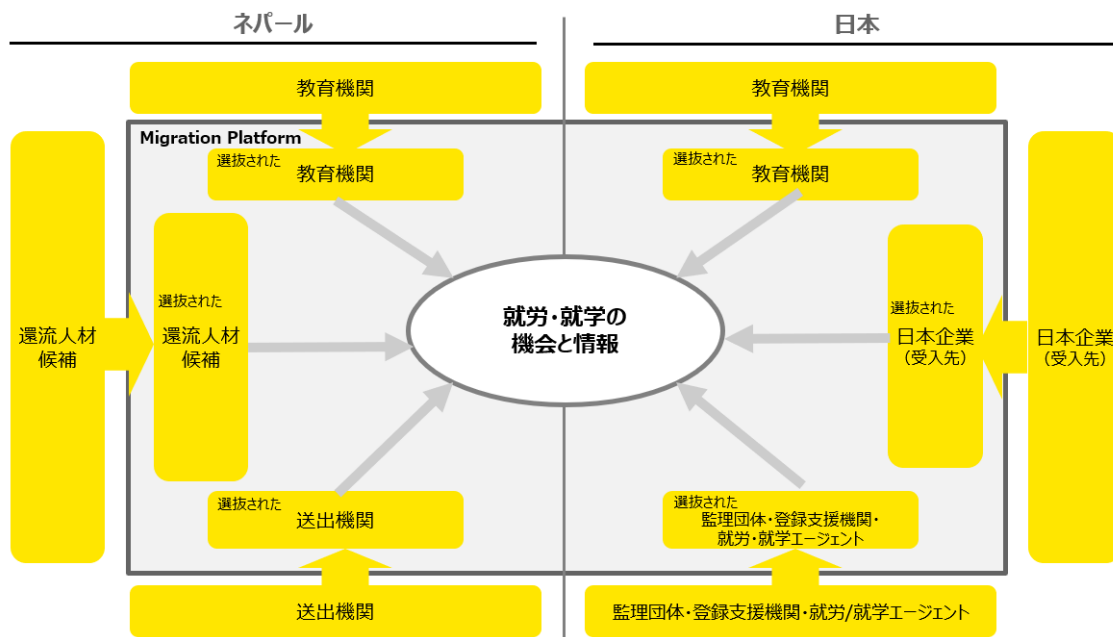 ネパール
日本
教育機関
教育機関
Migration Platform
選抜された
教育機関
選抜された
教育機関
還流人材
候補
選抜された
還流人材
候補
就労・就学の
機会と情報
選抜された
日本企業
（受入先）
日本企業
（受入先）
選抜された
送出機関
選抜された
監理団体・登録支援機関・
就労・就学エージェント
送出機関
監理団体・登録支援機関・就労/就学エージェント